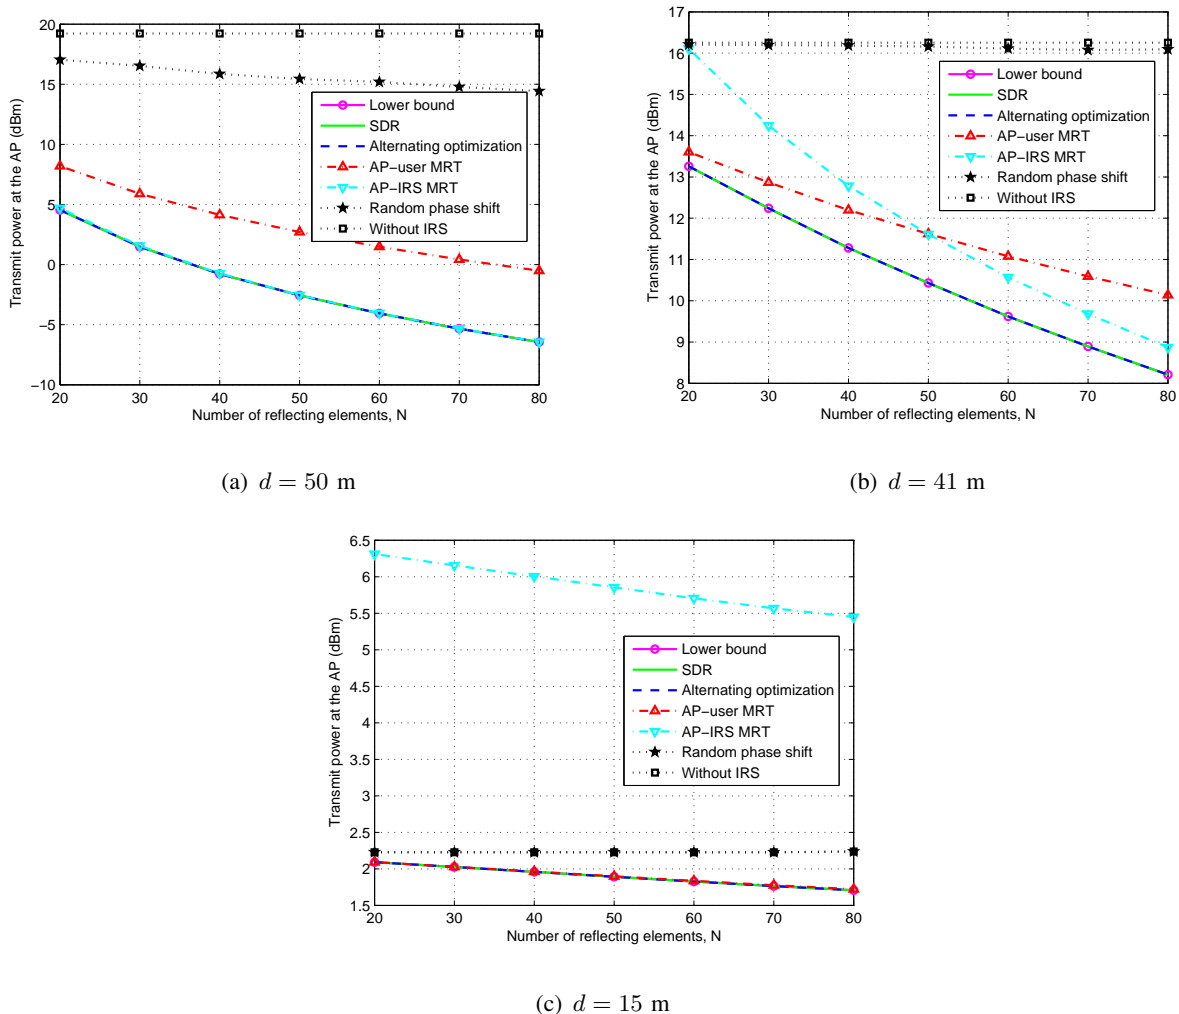 20
15
10
5
0
−5
−10
Transmit power at the AP (dBm)
Lower bound
SDR
Alternating optimization
AP−user MRT
AP−IRS MRT
Random phase shift
Without IRS
20 30 40 50 60 70 80
Number of reflecting elements, N
(a) d = 50 m
17
16
15
14
13
12
11
10
9
8
Transmit power at the AP (dBm)
Lower bound
SDR
Alternating optimization
AP−user MRT
AP−IRS MRT
Random phase shift
Without IRS
20 30 40 50 60 70 80
Number of reflecting elements, N
(b) d = 41 m
6.5
6
5.5
5
4.5
4
3.5
3
2.5
2
1.5
Transmit power at the AP (dBm)
Lower bound
SDR
Alternating optimization
AP−user MRT
AP−IRS MRT
Random phase shift
Without IRS
20 30 40 50 60 70 80
Number of reflecting elements, N
(c) d = 15 m